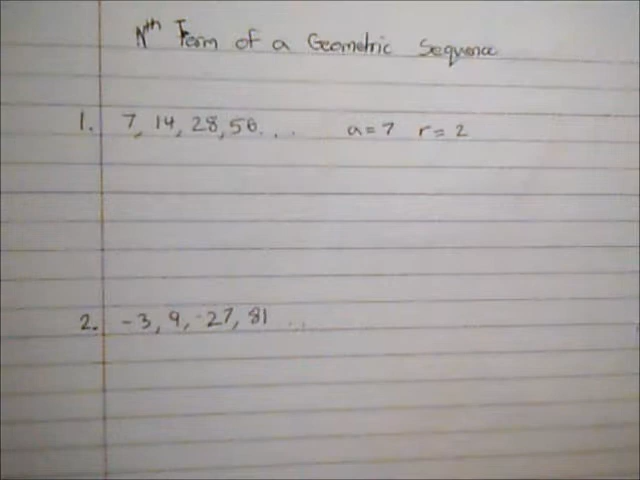 Nth Term of a Geometric Sequence
1. 7, 14, 28, 56... a = 7 r = 2
2. -3, 9, -27, 81 ...